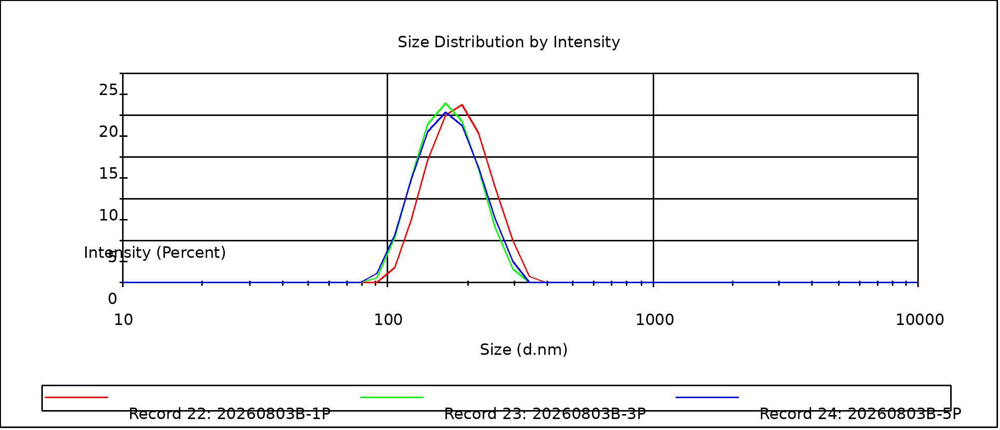 Size Distribution by Intensity
25
20
15
10
Intensity (Percent)
5
0
10 100 1000 10000
Size (d.nm)
Record 22: 20260803B-1P Record 23: 20260803B-3P Record 24: 20260803B-5P